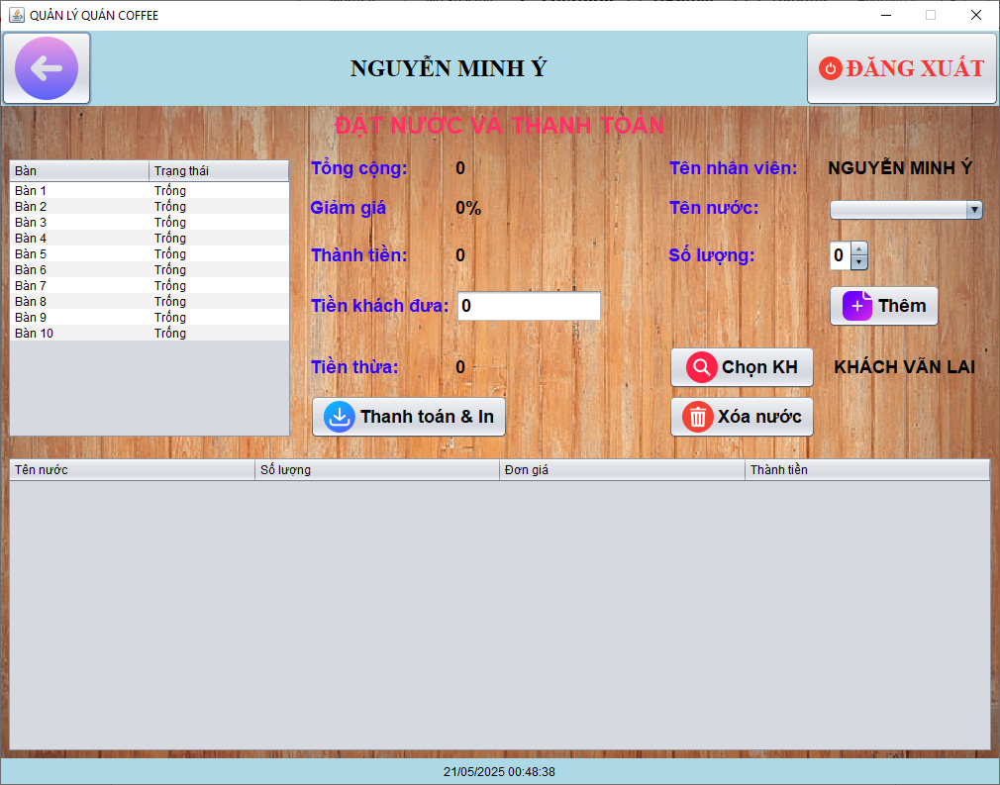 QUẢN LÝ QUÁN COFFEE
NGUYỄN MINH Ý
ĐĂNG XUẤT
ĐẶT NƯỚC VÀ THANH TOÁN
Bàn Trạng thái
Bàn 1 Trống
Bàn 2 Trống
Bàn 3 Trống
Bàn 4 Trống
Bàn 5 Trống
Bàn 6 Trống
Bàn 7 Trống
Bàn 8 Trống
Bàn 9 Trống
Bàn 10 Trống
Tổng cộng: 0
Giảm giá 0%
Thành tiền: 0
Tiền khách đưa: 0
Tiền thừa: 0
Thanh toán & In
Tên nhân viên: NGUYỄN MINH Ý
Tên nước:
Số lượng: 0
Thêm
Chọn KH KHÁCH VÃN LAI
Xóa nước
Tên nước Số lượng Đơn giá Thành tiền
21/05/2025 00:48:38